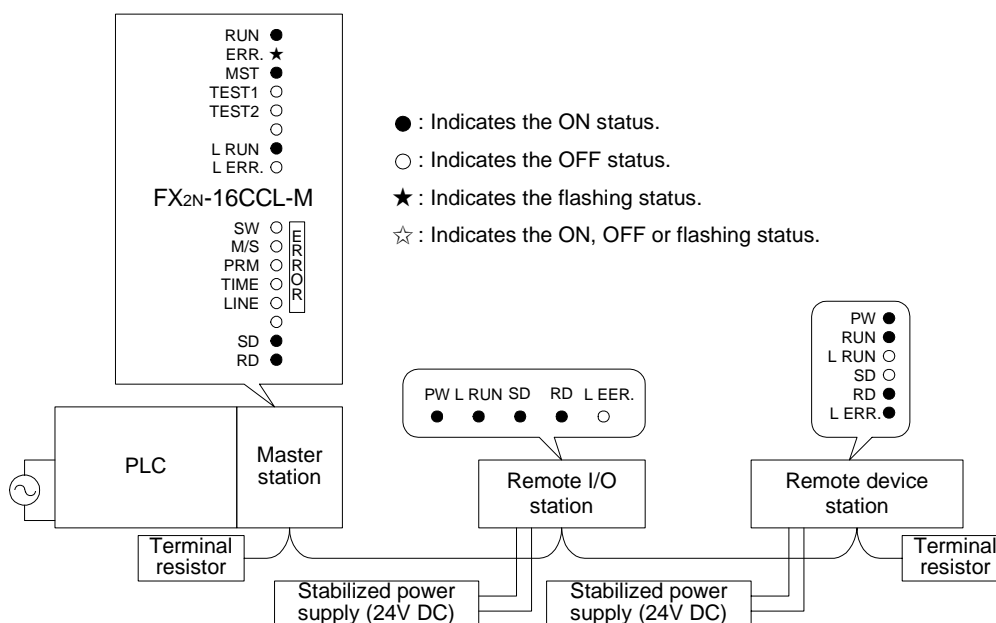 RUN ●
ERR. ★
MST ●
TEST1 ○
TEST2 ○
○
L RUN ●
L ERR. ○
FX2N-16CCL-M
SW ○
M/S ○
PRM ○
TIME ○
LINE ○
ERROR
○
SD ●
RD ●
● : Indicates the ON status.
○ : Indicates the OFF status.
★ : Indicates the flashing status.
☆ : Indicates the ON, OFF or flashing status.
PW L RUN SD RD L EER.
● ● ● ● ○
PW ●
RUN ●
L RUN ○
SD ○
RD ●
L ERR. ●
PLC
Master
station
Remote I/O
station
Remote device
station
Terminal
resistor
Stabilized power
supply (24V DC)
Stabilized power
supply (24V DC)
Terminal
resistor